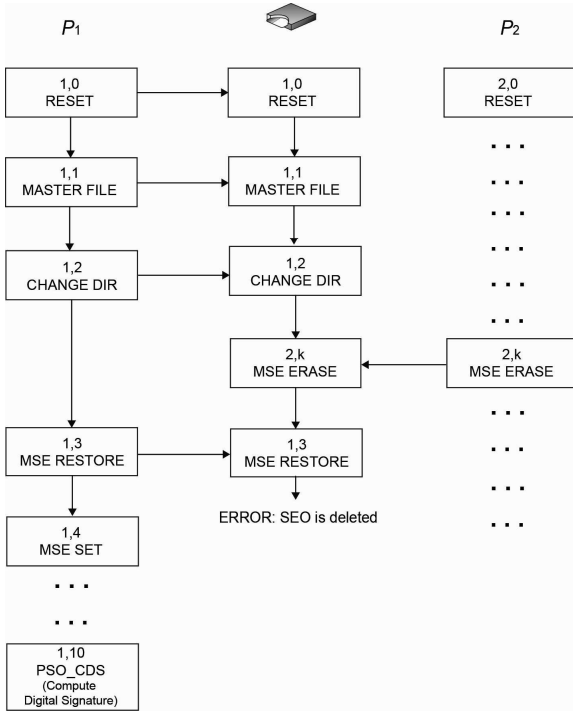 P1
P2
1,0
RESET
1,0
RESET
2,0
RESET
. . .
1,1
MASTER FILE
1,1
MASTER FILE
. . .
. . .
1,2
CHANGE DIR
1,2
CHANGE DIR
. . .
. . .
. . .
2,k
MSE ERASE
2,k
MSE ERASE
1,3
MSE RESTORE
1,3
MSE RESTORE
. . .
. . .
. . .
. . .
ERROR: SEO is deleted
1,4
MSE SET
. . .
. . .
1,10
PSO_CDS
(Compute
Digital Signature)